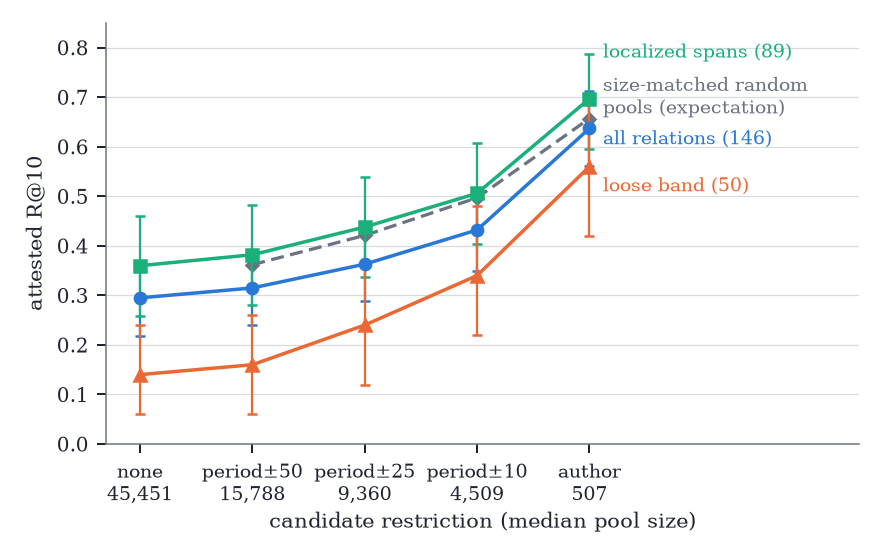 0.8
0.7
0.6
0.5
0.4
0.3
0.2
0.1
0.0
attested R@10
localized spans (89)
size-matched random
pools (expectation)
all relations (146)
loose band (50)
none period±50 period±25 period±10 author
45,451 15,788 9,360 4,509 507
candidate restriction (median pool size)